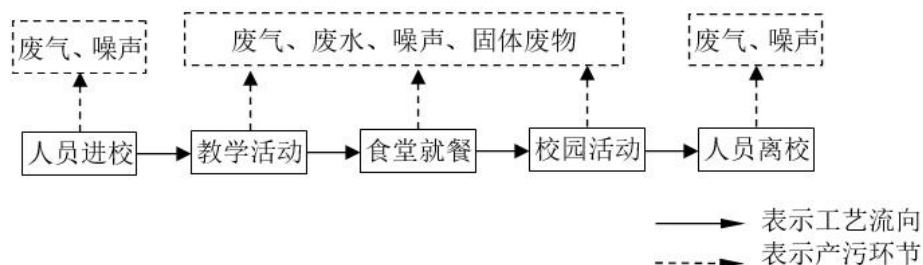 废气、噪声
废气、废水、噪声、固体废物
废气、噪声
人员进校
教学活动
食堂就餐
校园活动
人员离校
表示工艺流向
表示产污环节